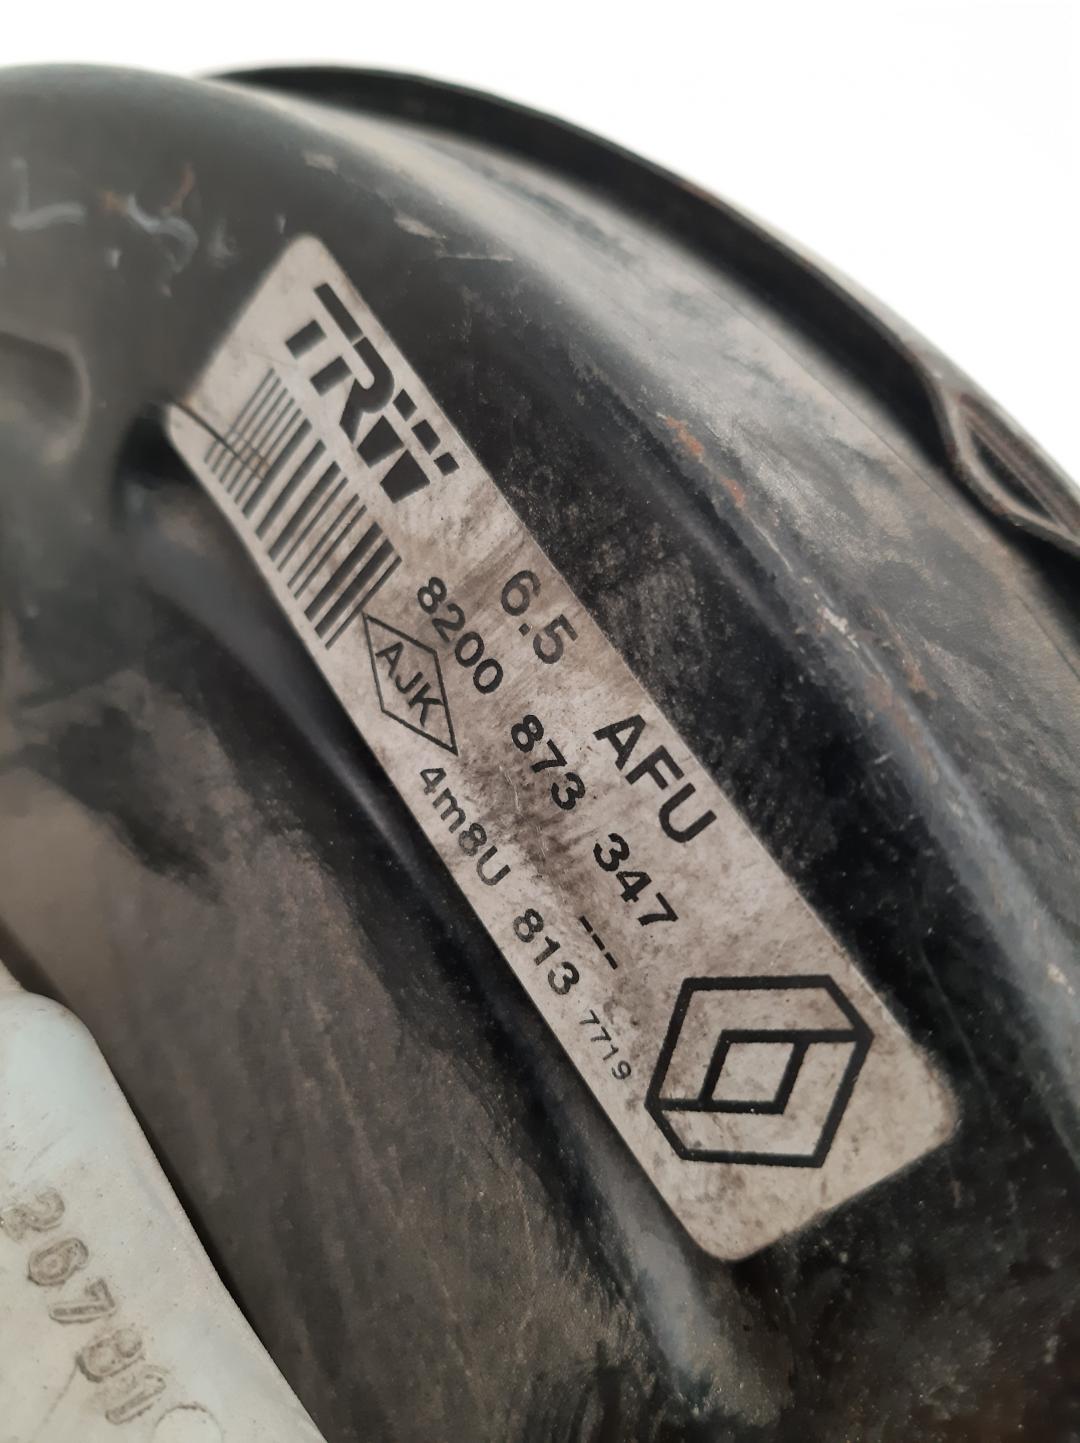 TRW
6.5 AFU
8200 873 347
AJK
---
4m8U 813 7719